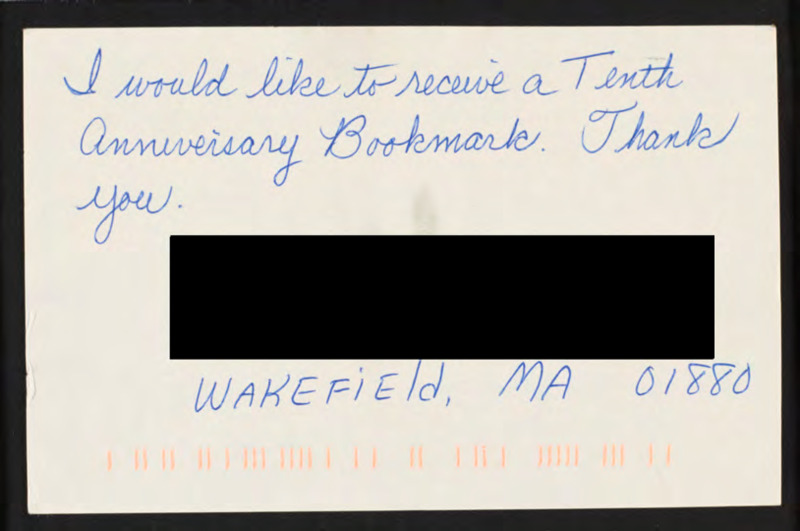 I would like to receive a Tenth
Anniversary Bookmark. Thank
you.
WAKEFiEld, MA 01880